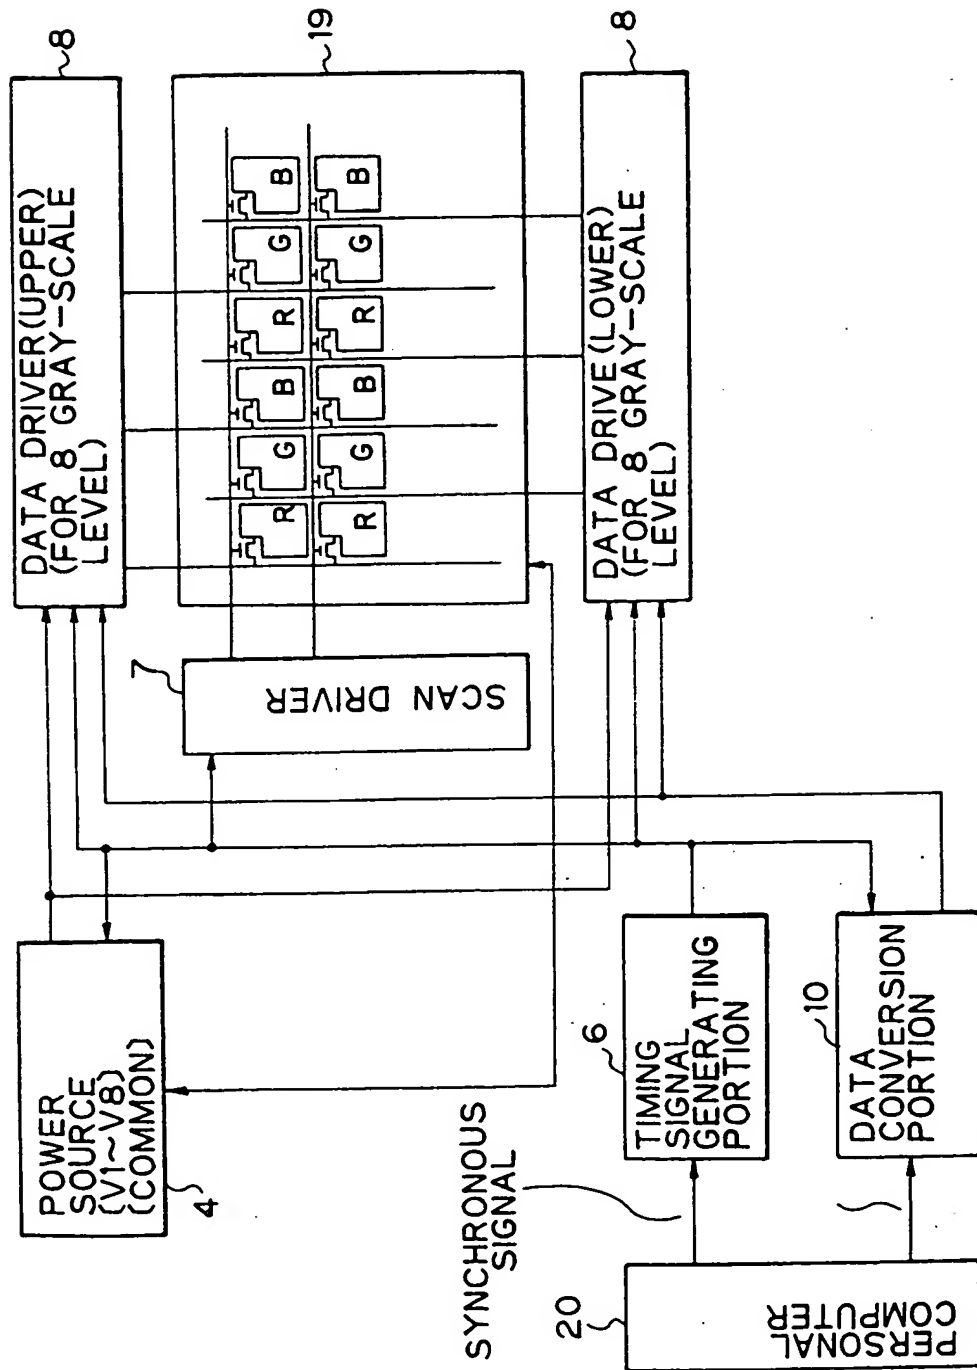 DATA DRIVER(UPPER)
(FOR 8 GRAY-SCALE
LEVEL)
8
POWER
SOURCE
(V1~V8)
(COMMON)
4
7
SCAN DRIVER
19
R G B R G B
R G B R G B
SYNCHRONOUS
SIGNAL
6
TIMING
SIGNAL
GENERATING
PORTION
DATA DRIVE(LOWER)
(FOR 8 GRAY-SCALE
LEVEL)
8
20
PERSONAL
COMPUTER
10
DATA
CONVERSION
PORTION